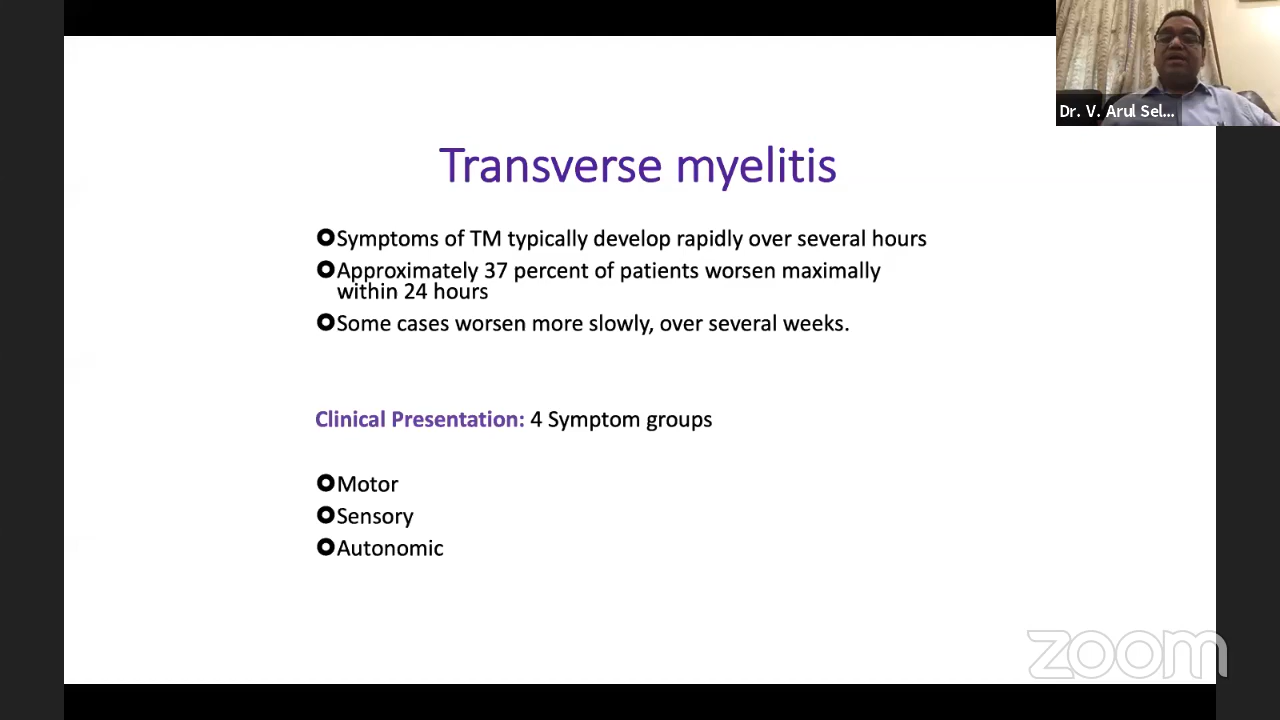 Dr. V. Arul Sel...
Transverse myelitis
Symptoms of TM typically develop rapidly over several hours
Approximately 37 percent of patients worsen maximally
within 24 hours
Some cases worsen more slowly, over several weeks.
Clinical Presentation: 4 Symptom groups
Motor
Sensory
Autonomic
zoom